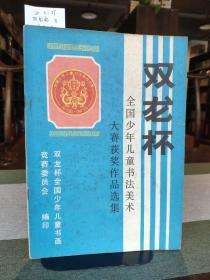 双龙杯
全国少年儿童书法美术
大赛获奖作品选集
双龙杯全国少年儿童书画
竞赛委员会 编印